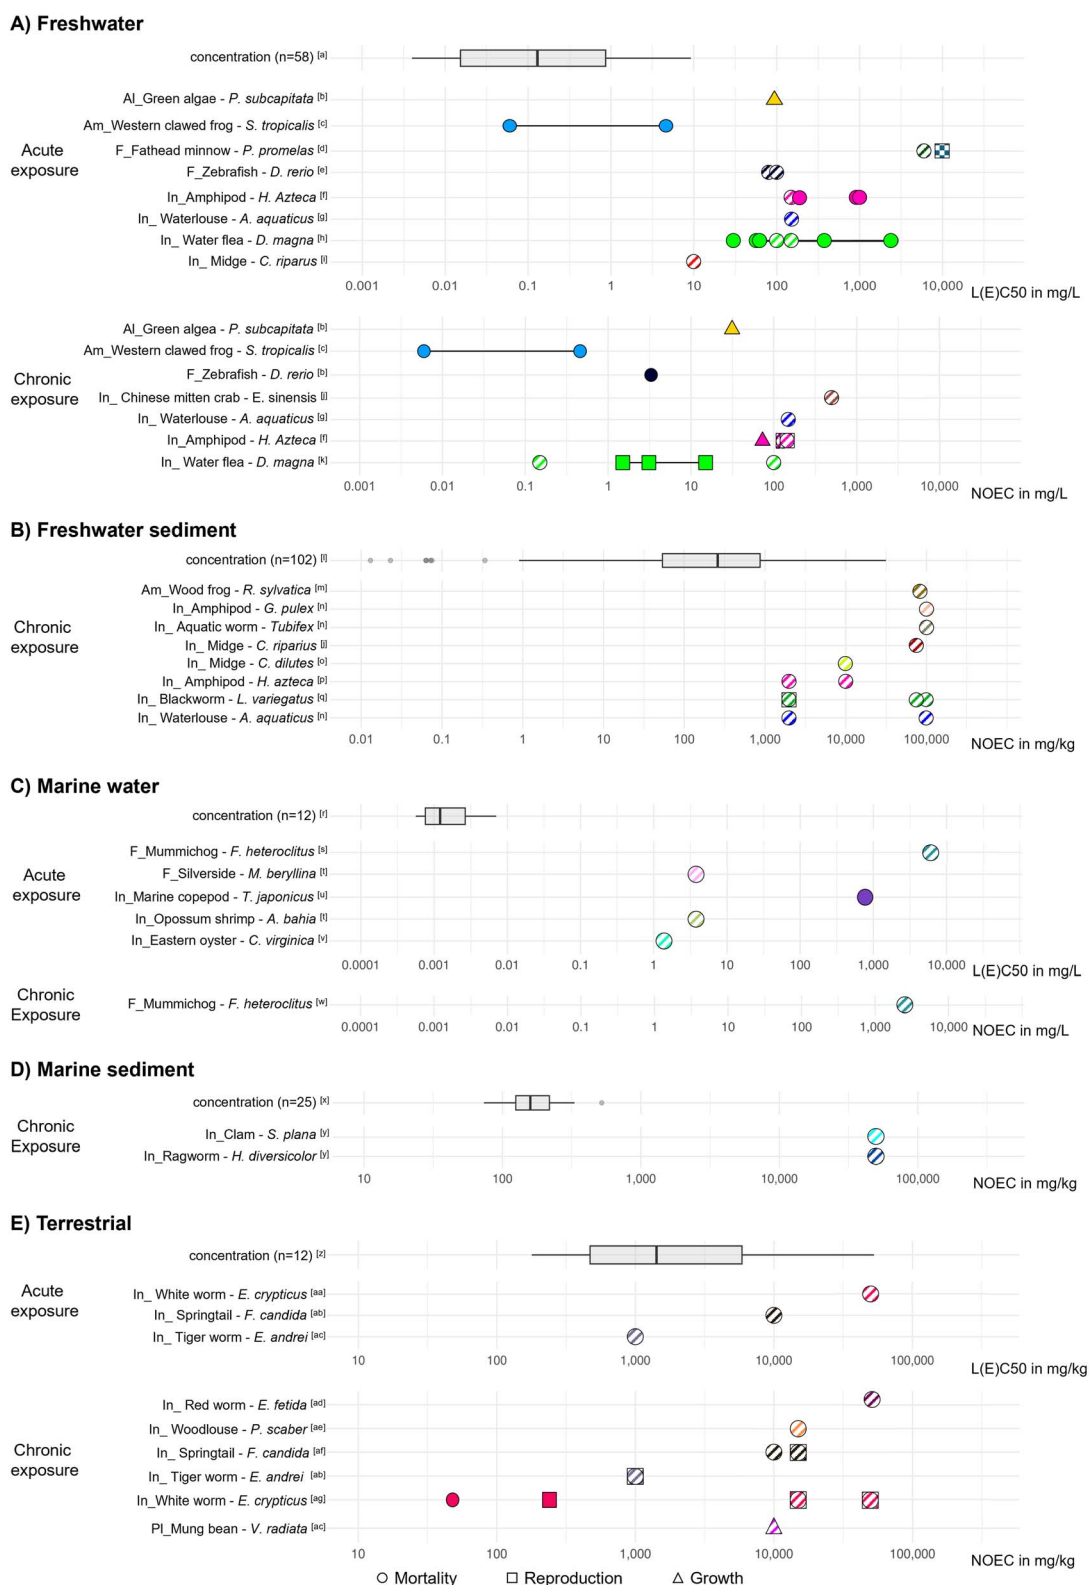 A) Freshwater
concentration (n=58) [a]
Acute exposure
Al_Green algae - P. subcapitata [b]
Am_Western clawed frog - S. tropicalis [c]
F_Fathead minnow - P. promelas [d]
F_Zebrafish - D. rerio [e]
In_Amphipod - H. Azteca [f]
In_ Waterlouse - A. aquaticus [g]
In_ Water flea - D. magna [h]
In_ Midge - C. riparus [i]
0.001 0.01 0.1 1 10 100 1,000 10,000 L(E)C50 in mg/L
Chronic exposure
Al_Green algea - P. subcapitata [b]
Am_Western clawed frog - S. tropicalis [c]
F_Zebrafish - D. rerio [b]
In_ Chinese mitten crab - E. sinensis [j]
In_ Waterlouse - A. aquaticus [g]
In_Amphipod - H. Azteca [f]
In_ Water flea - D. magna [k]
0.001 0.01 0.1 1 10 100 1,000 10,000 NOEC in mg/L
B) Freshwater sediment
concentration (n=102) [l]
Chronic exposure
Am_Wood frog - R. sylvatica [m]
In_Amphipod - G. pulex [n]
In_ Aquatic worm - Tubifex [n]
In_ Midge - C. riparius [j]
In_ Midge - C. dilutes [o]
In_ Amphipod - H. azteca [p]
In_ Blackworm - L. variegatus [q]
In_ Waterlouse - A. aquaticus [n]
0.01 0.1 1 10 100 1,000 10,000 100,000 NOEC in mg/kg
C) Marine water
concentration (n=12) [r]
Acute exposure
F_Mummichog - F. heteroclitus [s]
F_Silverside - M. beryllina [t]
In_Marine copepod - T. japonicus [u]
In_Opossum shrimp - A. bahia [t]
In_Eastern oyster - C. virginica [v]
0.0001 0.001 0.01 0.1 1 10 100 1,000 10,000 L(E)C50 in mg/L
Chronic Exposure
F_Mummichog - F. heteroclitus [w]
0.0001 0.001 0.01 0.1 1 10 100 1,000 10,000 NOEC in mg/L
D) Marine sediment
concentration (n=25) [x]
Chronic Exposure
In_Clam - S. plana [y]
In_Ragworm - H. diversicolor [y]
10 100 1,000 10,000 100,000 NOEC in mg/kg
E) Terrestrial
concentration (n=12) [z]
Acute exposure
In_ White worm - E. crypticus [aa]
In_ Springtail - F. candida [ab]
In_ Tiger worm - E. andrei [ac]
10 100 1,000 10,000 100,000 L(E)C50 in mg/kg
Chronic exposure
In_ Red worm - E. fetida [ad]
In_ Woodlouse - P. scaber [ae]
In_ Springtail - F. candida [af]
In_ Tiger worm - E. andrei [ab]
In_White worm - E. crypticus [ag]
Pl_Mung bean - V. radiata [ac]
10 100 1,000 10,000 100,000 NOEC in mg/kg
Mortality Reproduction Growth